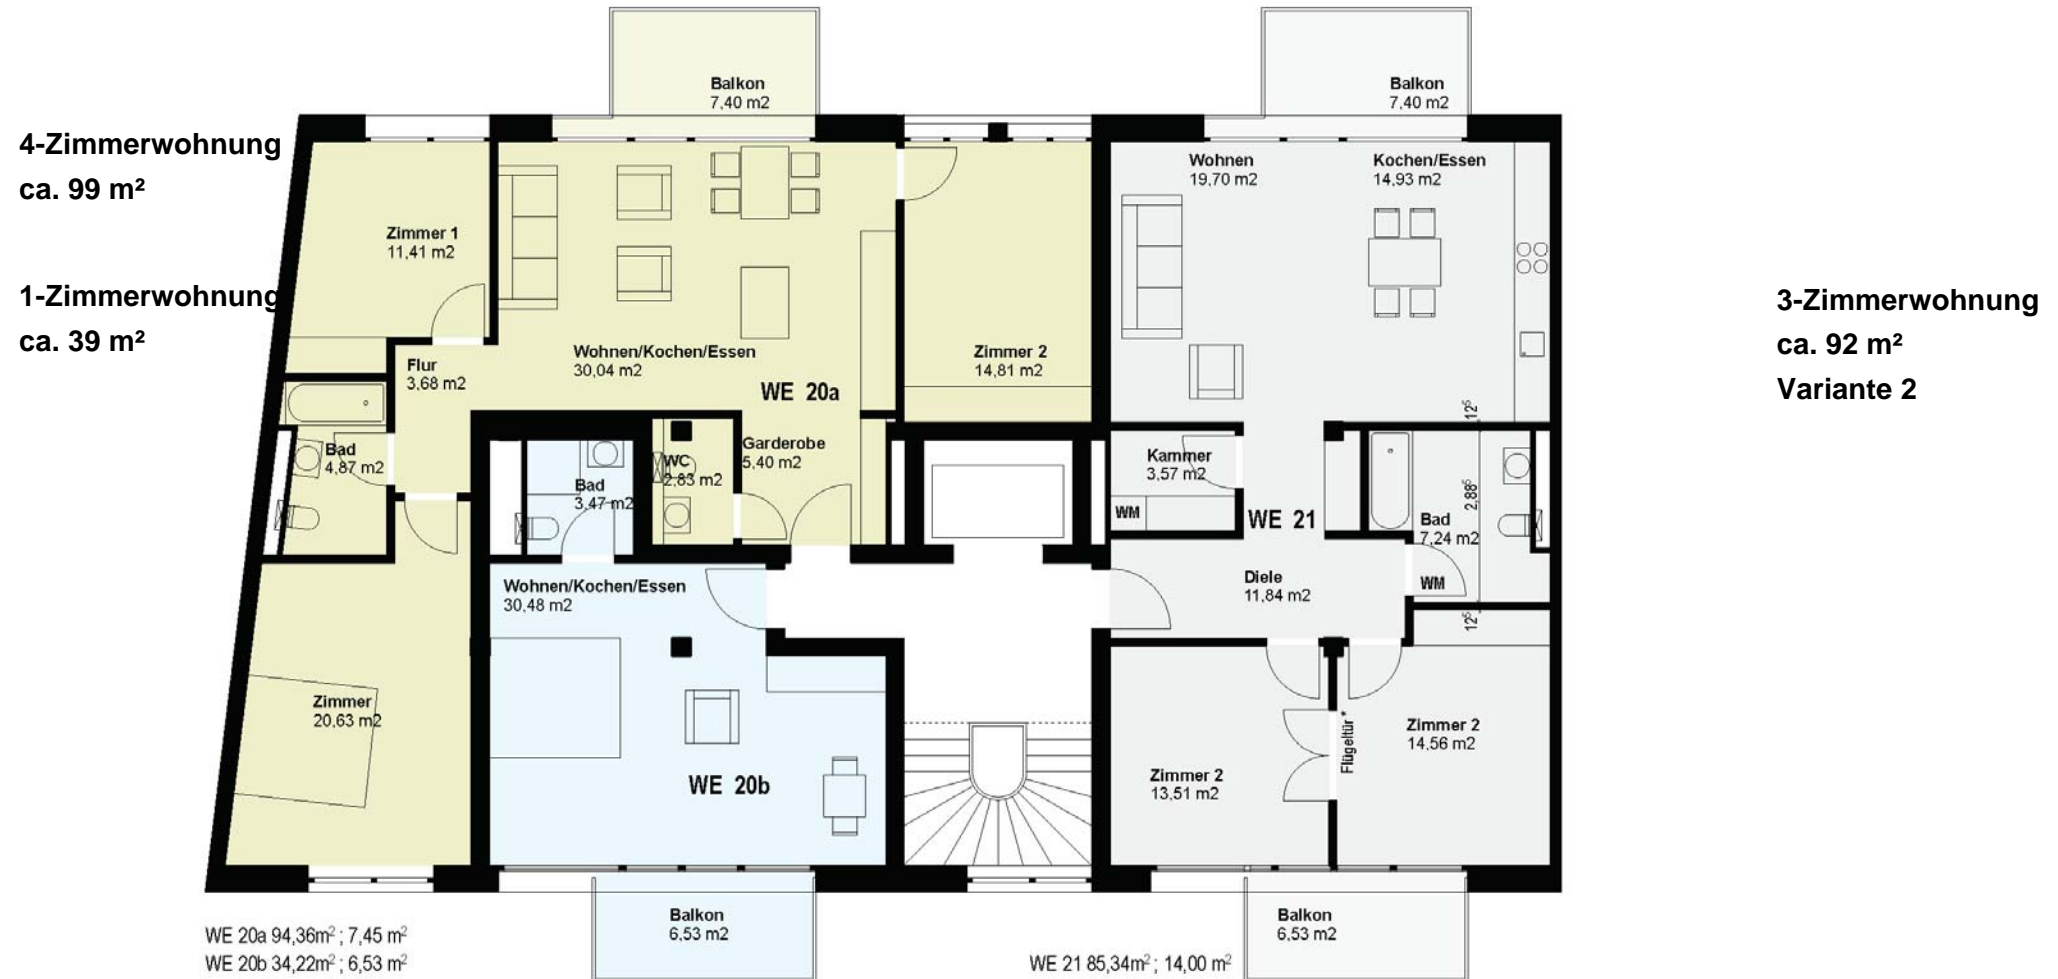 Balkon
7,40 m2
Balkon
7,40 m2
4-Zimmerwohnung
ca. 99 m²
1-Zimmerwohnung
ca. 39 m²
3-Zimmerwohnung
ca. 92 m²
Variante 2
Zimmer 1
11,41 m2
Wohnen/Kochen/Essen
30,04 m2
WE 20a
Zimmer 2
14,81 m2
Wohnen
19,70 m2
Kochen/Essen
14,93 m2
Flur
3,68 m2
Bad
4,87 m2
Bad
3,47 m2
WC
2,83 m2
Garderobe
5,40 m2
Kammer
3,57 m2
WM
WE 21
12⁵
2,88⁵
Bad
7,24 m2
WM
12⁵
Diele
11,84 m2
Wohnen/Kochen/Essen
30,48 m2
WE 20b
Zimmer
20,63 m2
Zimmer 2
13,51 m2
Flügeltür *
Zimmer 2
14,56 m2
Balkon
6,53 m2
Balkon
6,53 m2
WE 20a 94,36m² ; 7,45 m²
WE 20b 34,22m² ; 6,53 m²
WE 21 85,34m² ; 14,00 m²